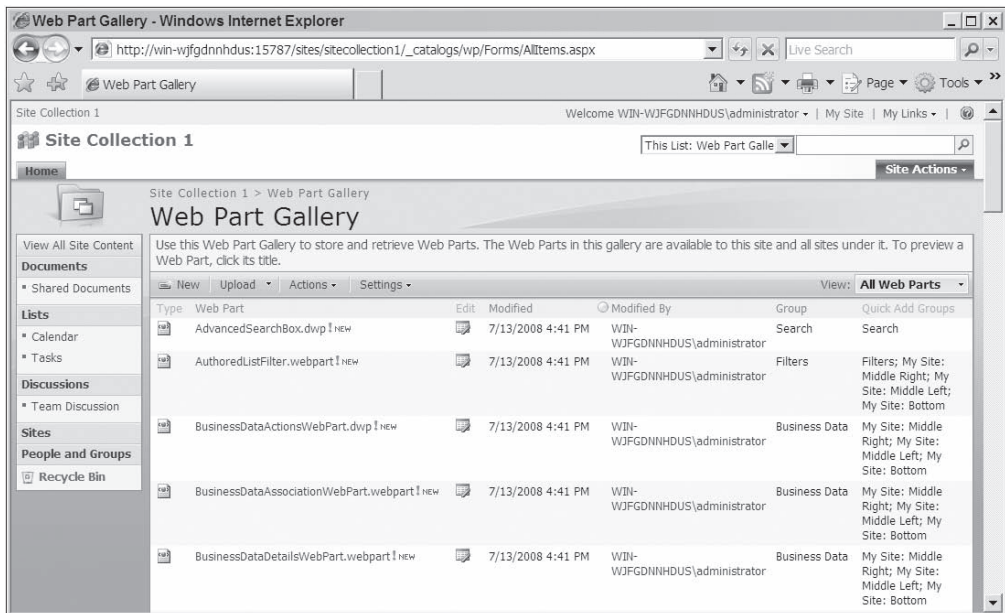 Web Part Gallery - Windows Internet Explorer
http://win-wjfgdnnhdus:15787/sites/sitecollection1/_catalogs/wp/Forms/AllItems.aspx
Live Search
Web Part Gallery
Page
Tools
Site Collection 1
Welcome WIN-WJFGDNNHDUS\administrator
My Site
My Links
Site Collection 1
This List: Web Part Galle
Home
Site Actions
Site Collection 1 > Web Part Gallery
Web Part Gallery
View All Site Content
Documents
Shared Documents
Lists
Calendar
Tasks
Discussions
Team Discussion
Sites
People and Groups
Recycle Bin
Use this Web Part Gallery to store and retrieve Web Parts. The Web Parts in this gallery are available to this site and all sites under it. To preview a
Web Part, click its title.
New Upload Actions Settings View: All Web Parts
Type Web Part Edit Modified Modified By Group Quick Add Groups
AdvancedSearchBox.dwp ! NEW 7/13/2008 4:41 PM WIN- Search Search
WJFGDNNHDUS\administrator
AuthoredListFilter.webpart ! NEW 7/13/2008 4:41 PM WIN- Filters Filters; My Site:
WJFGDNNHDUS\administrator Middle Right; My
Site: Middle Left;
My Site: Bottom
BusinessDataActionsWebPart.dwp ! NEW 7/13/2008 4:41 PM WIN- Business Data My Site: Middle
WJFGDNNHDUS\administrator Right; My Site:
Middle Left; My
Site: Bottom
BusinessDataAssociationWebPart.webpart ! NEW 7/13/2008 4:41 PM WIN- Business Data My Site: Middle
WJFGDNNHDUS\administrator Right; My Site:
Middle Left; My
Site: Bottom
BusinessDataDetailsWebPart.webpart ! NEW 7/13/2008 4:41 PM WIN- Business Data My Site: Middle
WJFGDNNHDUS\administrator Right; My Site:
Middle Left; My
Site: Bottom